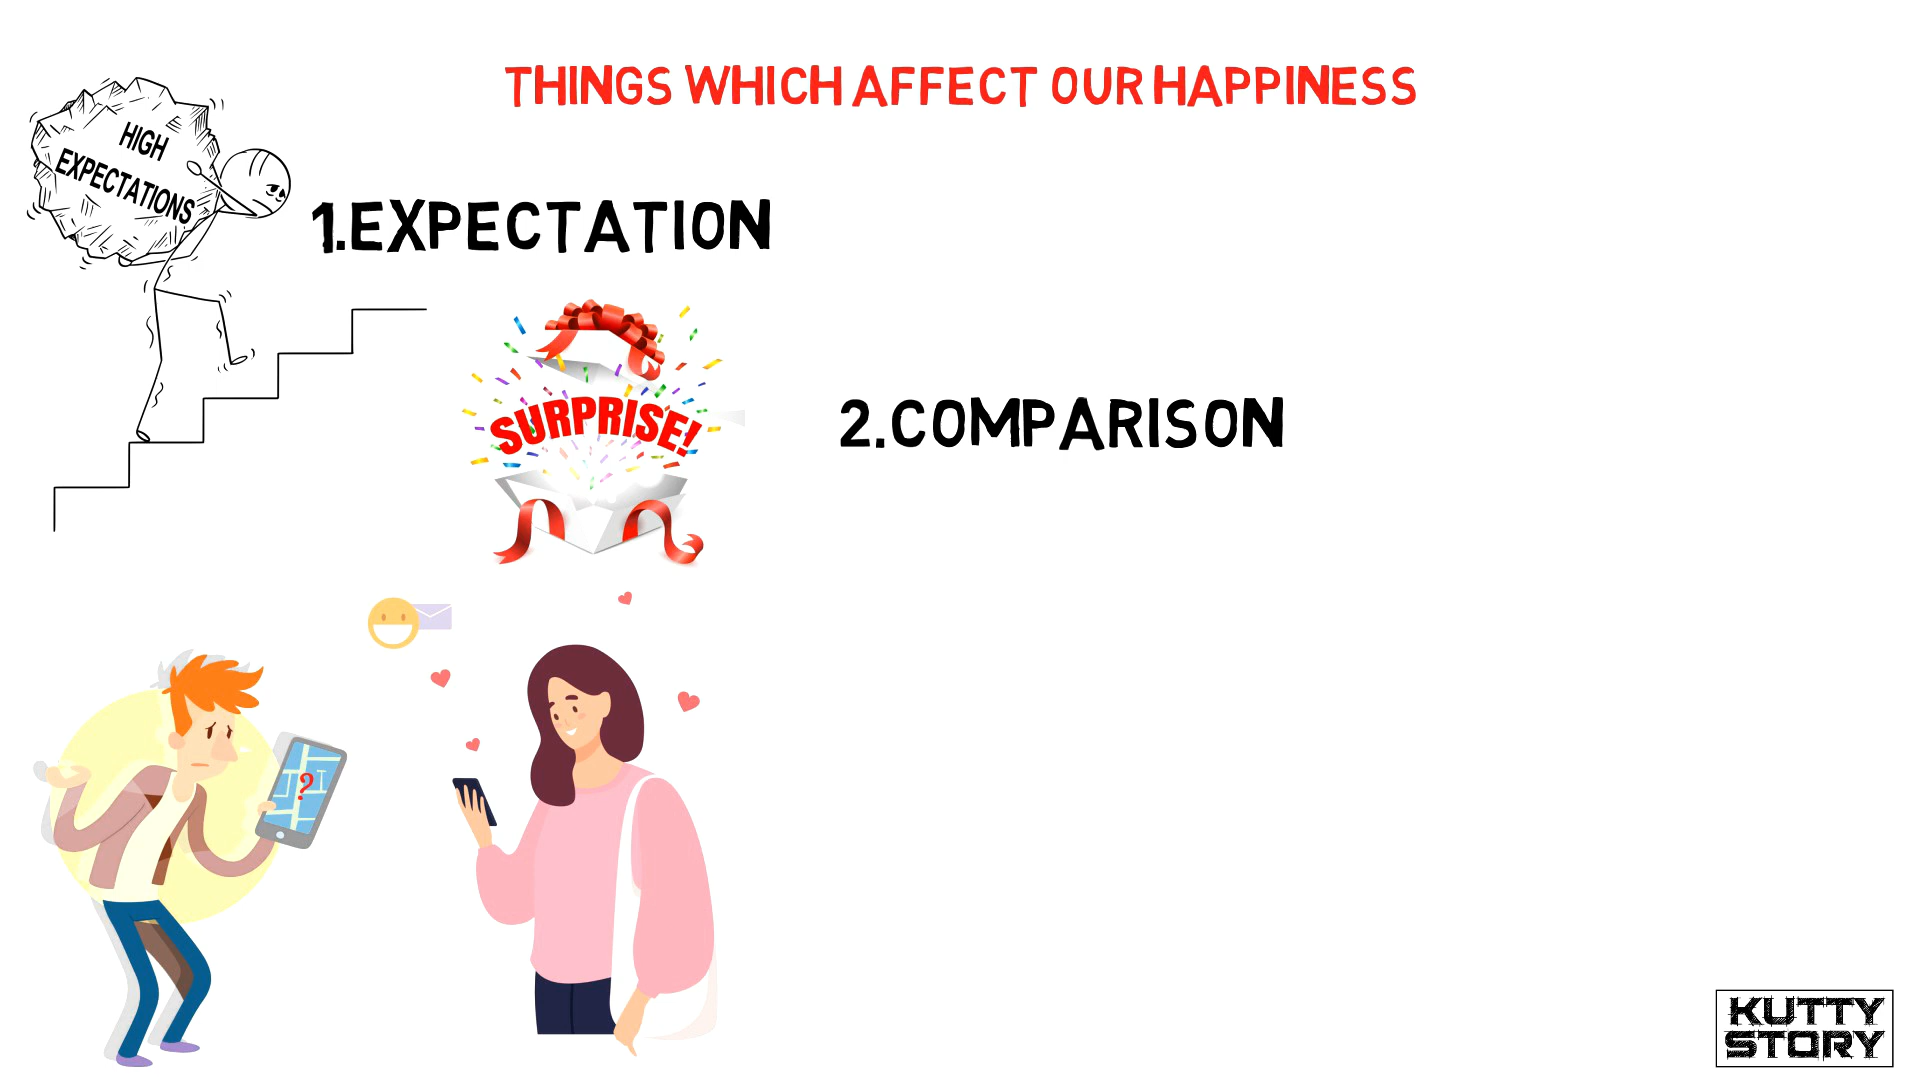 THINGS WHICH AFFECT OUR HAPPINESS
HIGH
EXPECTATIONS
1.EXPECTATION
SURPRISE!
2.COMPARISON
?
KUTTY
STORY